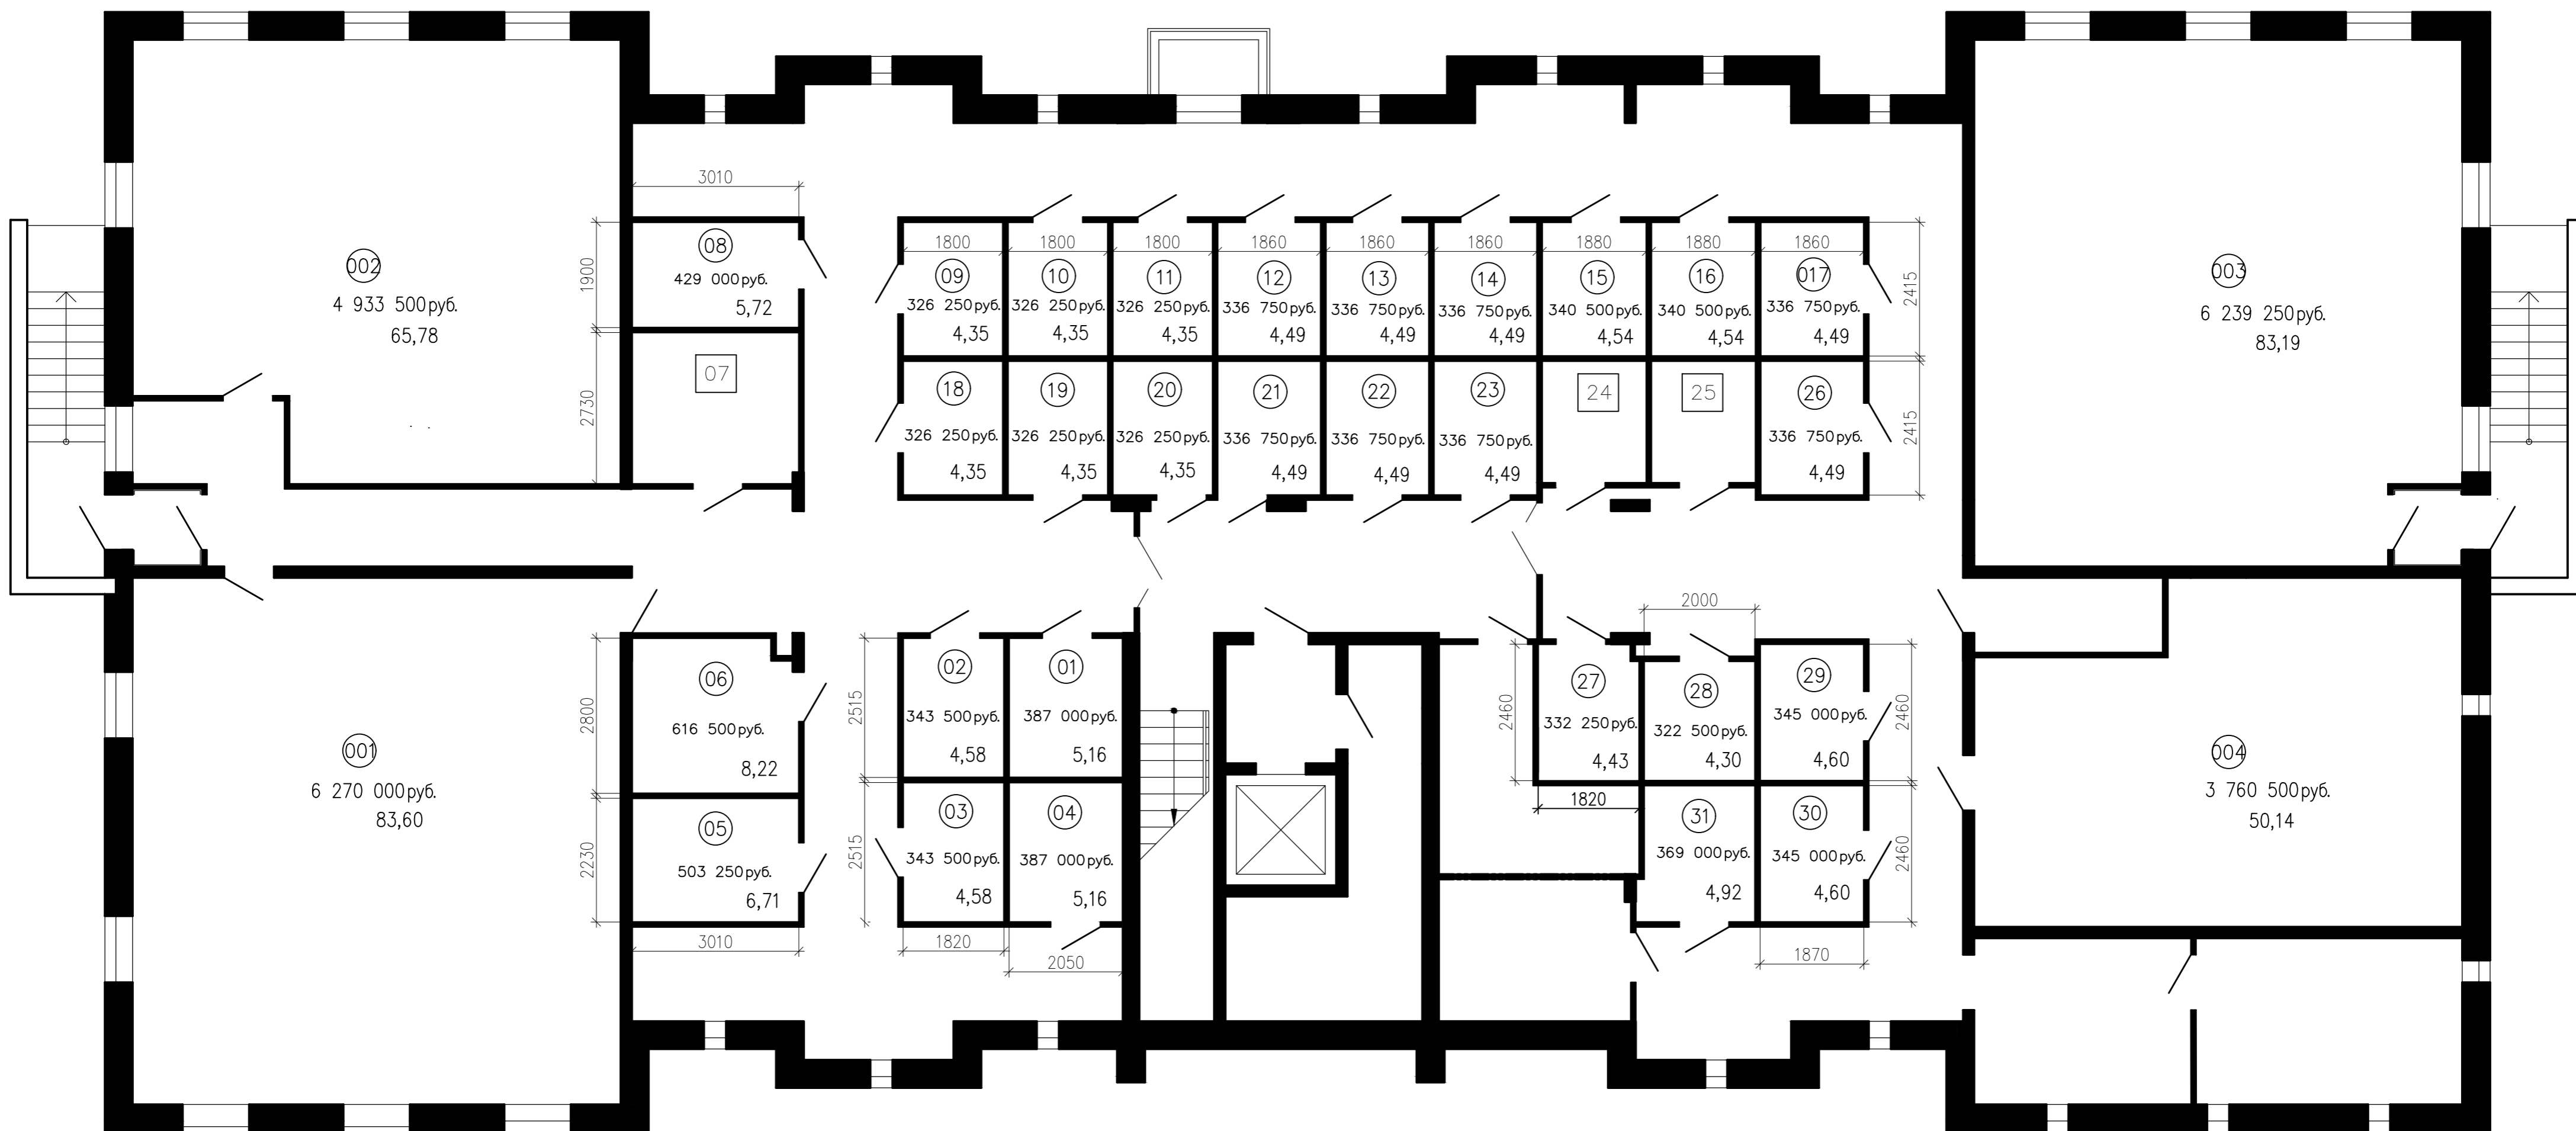 002
4 933 500руб.
65,78
3010
1900
2730
08
429 000руб.
5,72
07
1800
09
326 250руб.
4,35
1800
10
326 250руб.
4,35
1800
11
326 250руб.
4,35
1860
12
336 750руб.
4,49
1860
13
336 750руб.
4,49
1860
14
336 750руб.
4,49
1880
15
340 500руб.
4,54
1880
16
340 500руб.
4,54
1860
017
336 750руб.
4,49
2415
2415
18
326 250руб.
4,35
19
326 250руб.
4,35
20
326 250руб.
4,35
21
336 750руб.
4,49
22
336 750руб.
4,49
23
336 750руб.
4,49
24
25
26
336 750руб.
4,49
003
6 239 250руб.
83,19
001
6 270 000руб.
83,60
2800
2230
06
616 500руб.
8,22
05
503 250руб.
6,71
3010
2515
2515
02
343 500руб.
4,58
01
387 000руб.
5,16
03
343 500руб.
4,58
04
387 000руб.
5,16
1820
2050
2000
2460
27
332 250руб.
4,43
1820
28
322 500руб.
4,30
29
345 000руб.
4,60
31
369 000руб.
4,92
30
345 000руб.
4,60
2460
2460
1870
004
3 760 500руб.
50,14